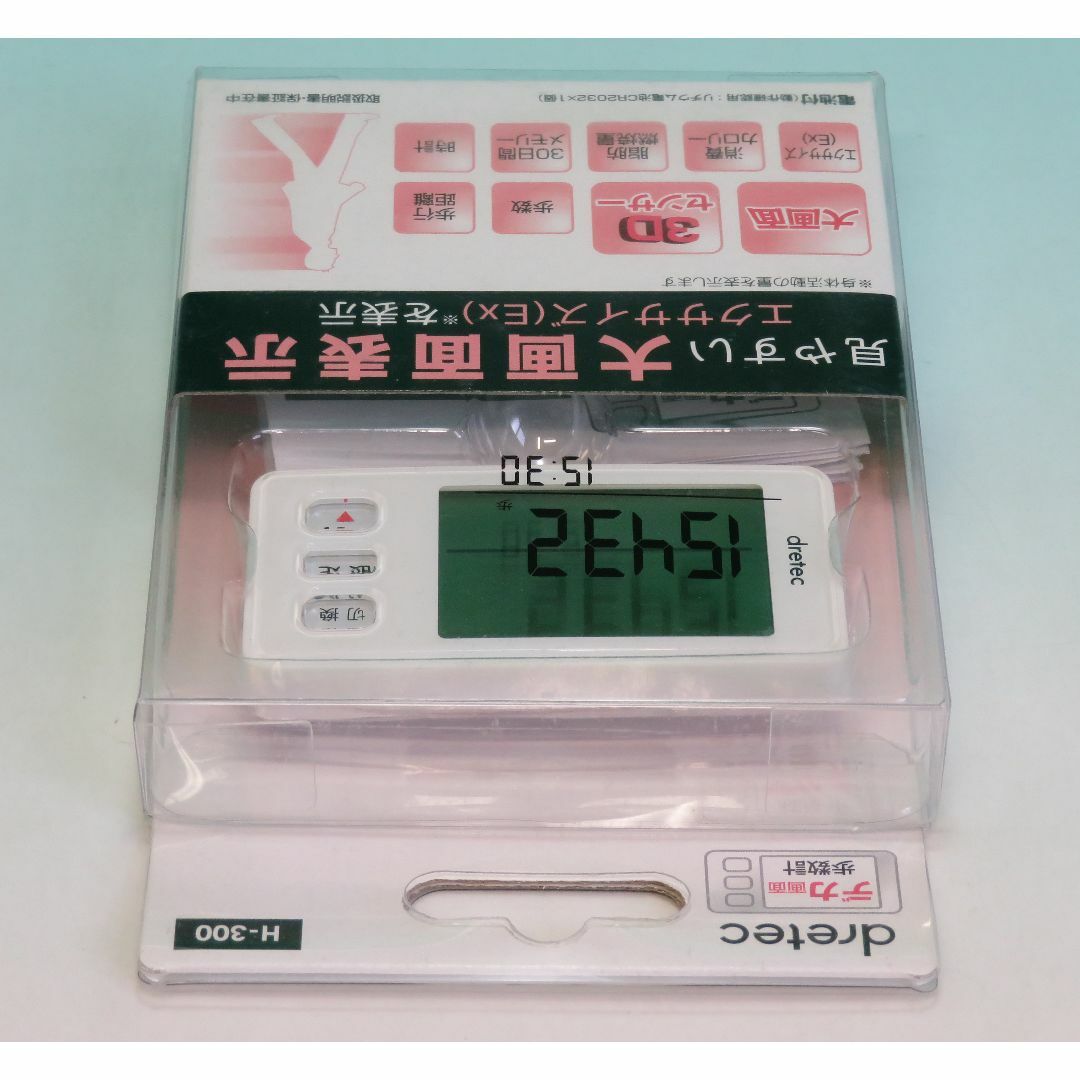 dretec
H-300
デカ画面
歩数計
dretec
15432
歩
15:30
切換
設定
見やすい大画面表示
エクササイズ(Ex)※を表示
※身体活動の量を表示します
大画面
3D
センサー
歩数
歩行
距離
エクササイズ
(Ex)
消費
カロリー
脂肪
燃焼量
30日間
メモリー
時計
電池付(動作確認用:リチウム電池CR2032×1個)
取扱説明書・保証書在中